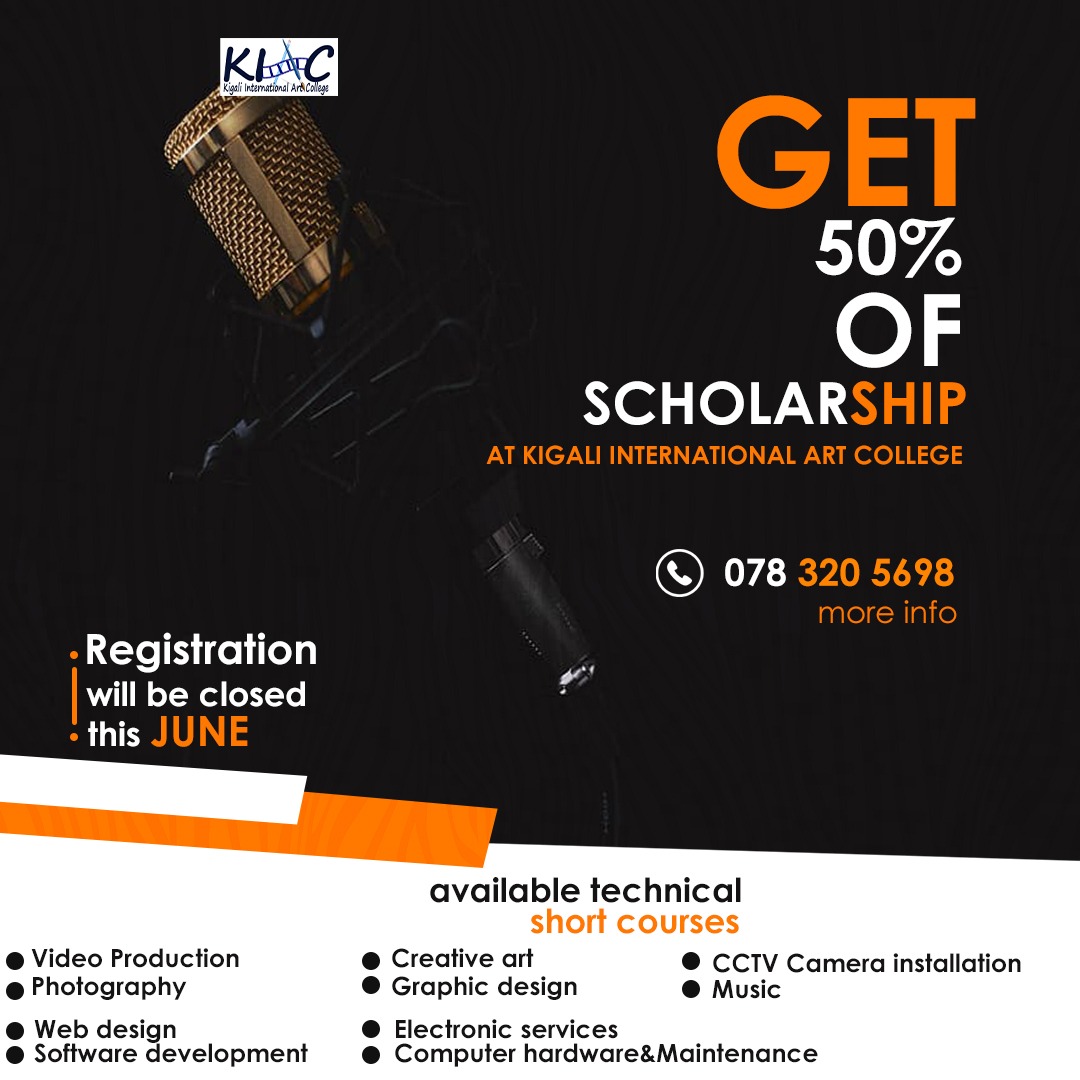 KIAC
Kigali International Art College
GET
50%
OF
SCHOLARSHIP
AT KIGALI INTERNATIONAL ART COLLEGE
078 320 5698
more info
Registration
will be closed
this JUNE
available technical
short courses
Video Production
Photography
Web design
Software development
Creative art
Graphic design
Electronic services
Computer hardware&Maintenance
CCTV Camera installation
Music